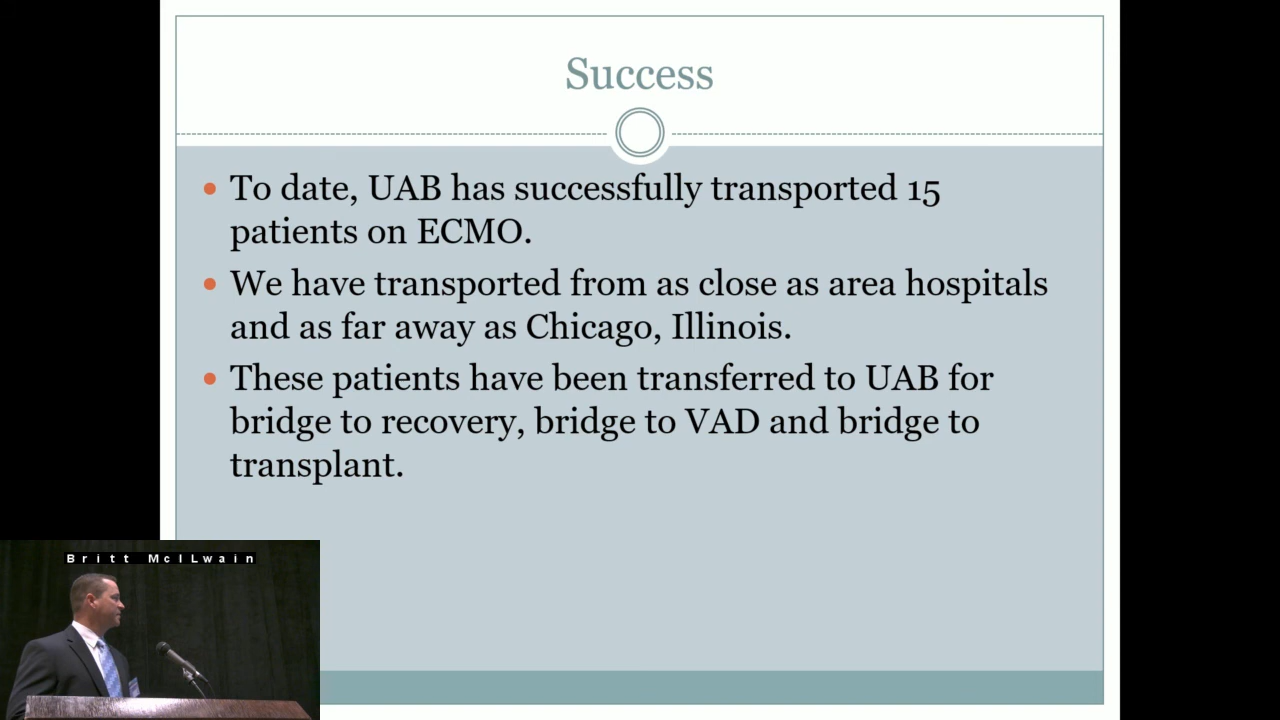 Success
To date, UAB has successfully transported 15
patients on ECMO.
We have transported from as close as area hospitals
and as far away as Chicago, Illinois.
These patients have been transferred to UAB for
bridge to recovery, bridge to VAD and bridge to
transplant.
Britt McILwain